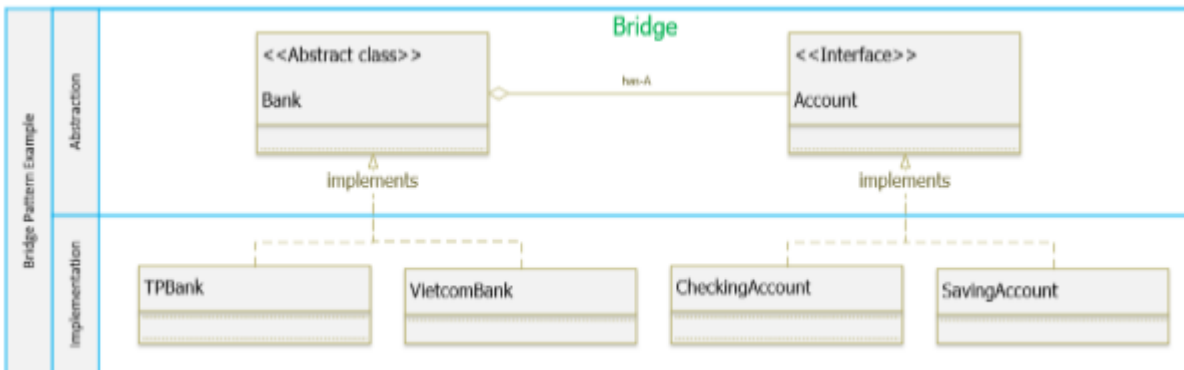 Bridge Pattern Example
Abstraction
Bridge
<<Abstract class>>
Bank
has-A
<<Interface>>
Account
implements
implements
Implementation
TPBank
VietcomBank
CheckingAccount
SavingAccount